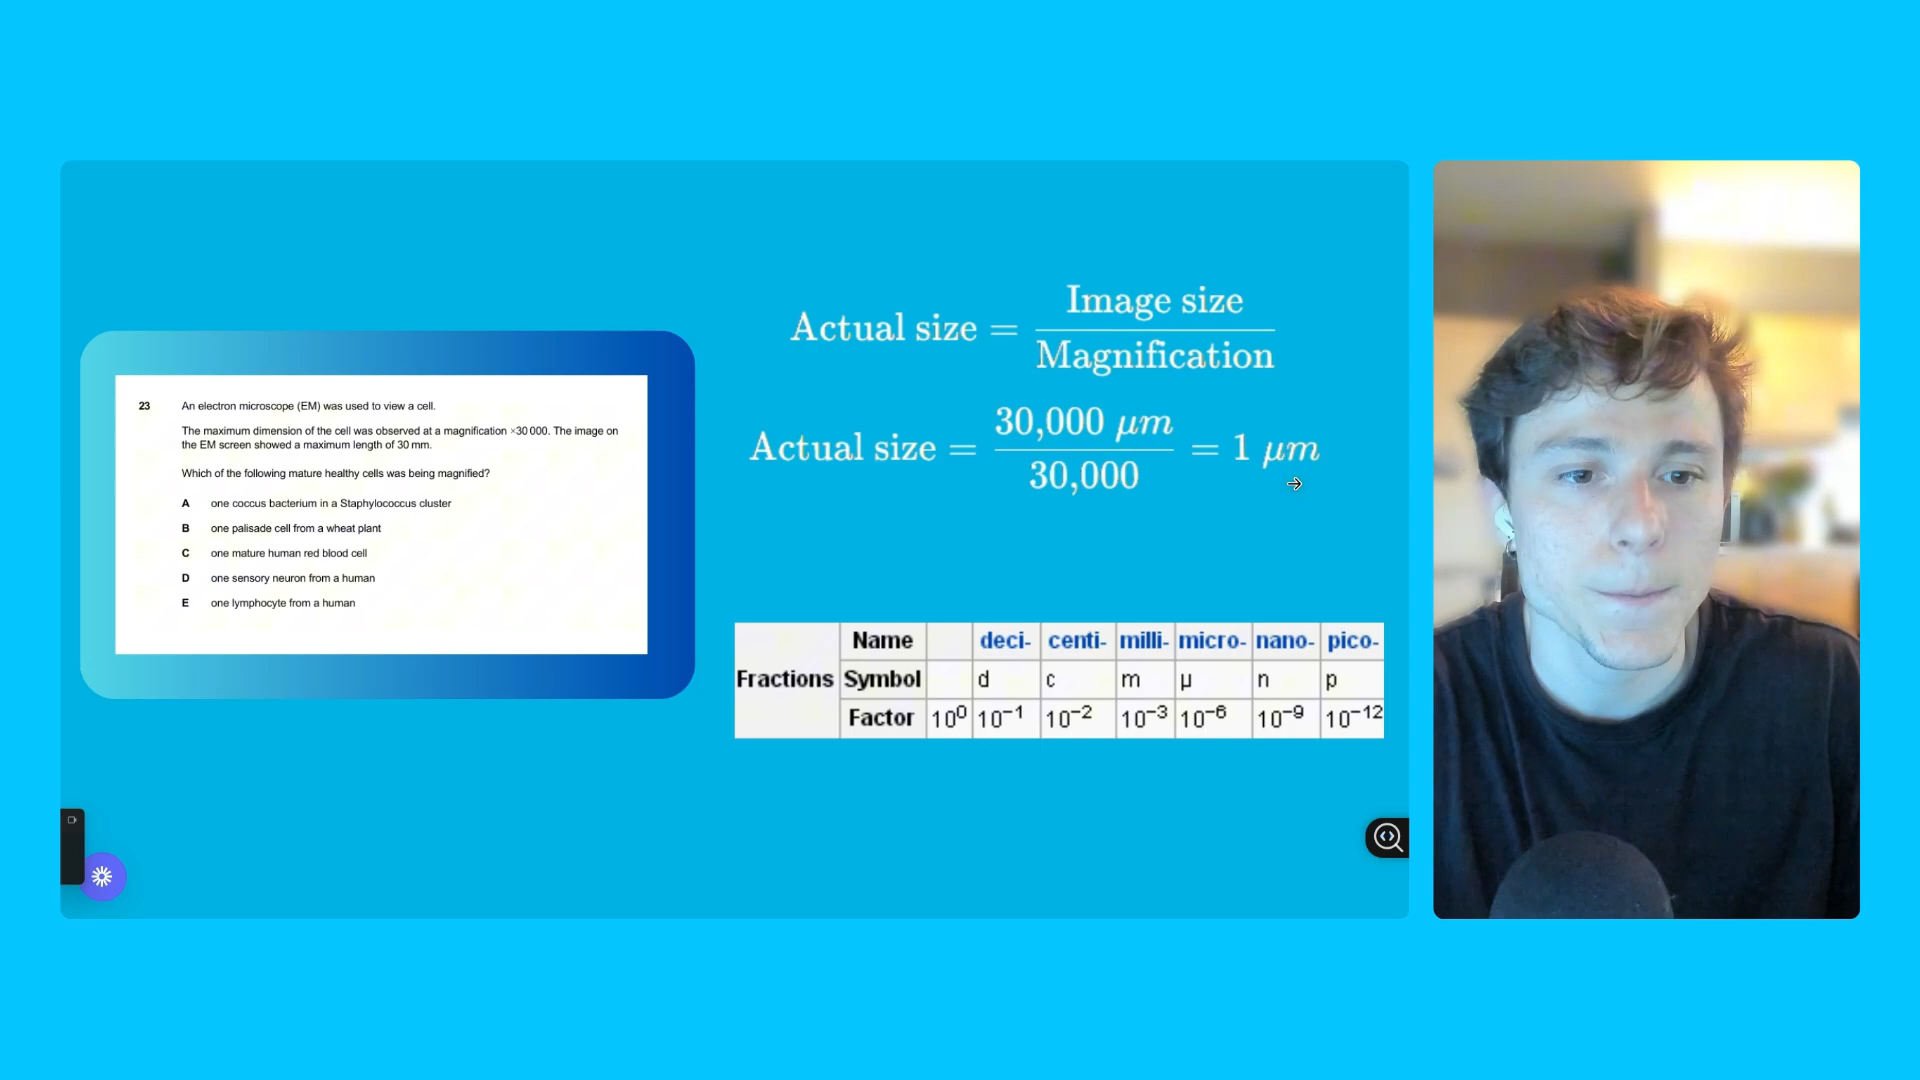 23 An electron microscope (EM) was used to view a cell.
The maximum dimension of the cell was observed at a magnification ×30 000. The image on
the EM screen showed a maximum length of 30 mm.
Which of the following mature healthy cells was being magnified?
A one coccus bacterium in a Staphylococcus cluster
B one palisade cell from a wheat plant
C one mature human red blood cell
D one sensory neuron from a human
E one lymphocyte from a human
Actual size = Image size / Magnification
Actual size = 30,000 μm / 30,000 = 1 μm
Fractions Name deci- centi- milli- micro- nano- pico-
Symbol d c m μ n p
Factor 10⁰ 10⁻¹ 10⁻² 10⁻³ 10⁻⁶ 10⁻⁹ 10⁻¹²